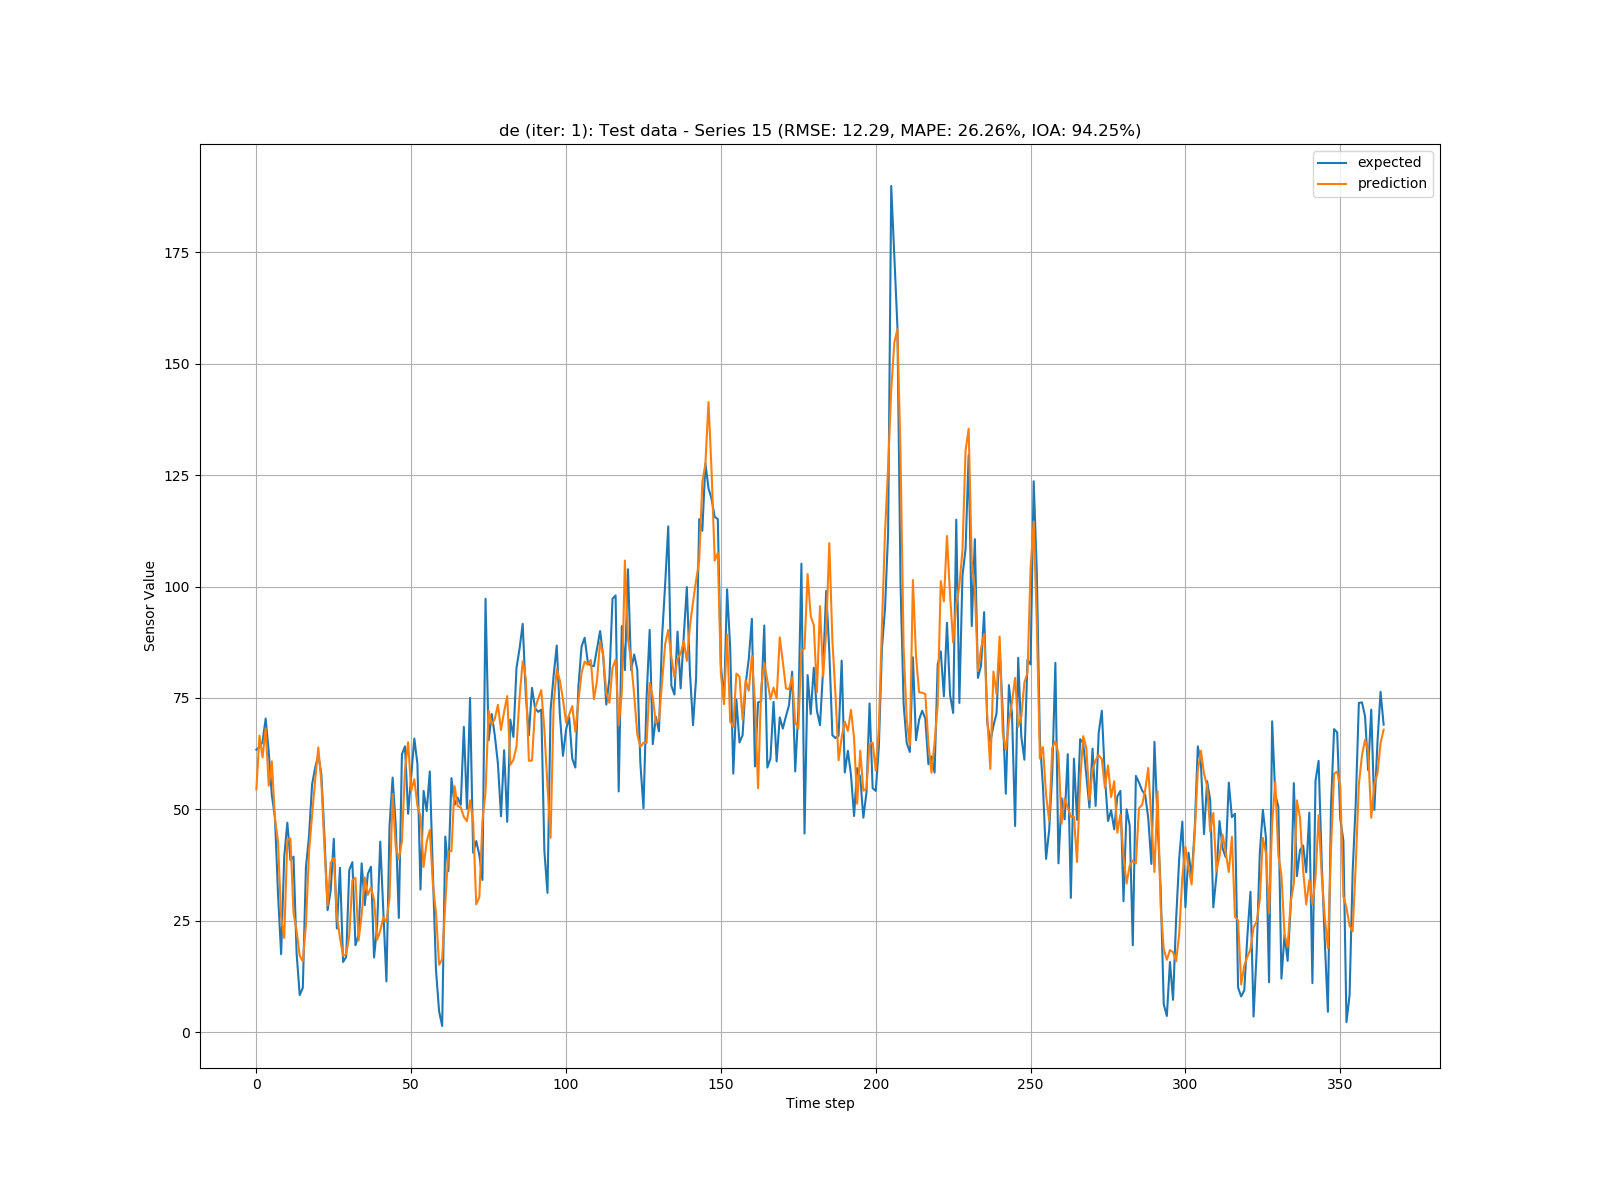 de (iter: 1): Test data - Series 15 (RMSE: 12.29, MAPE: 26.26%, IOA: 94.25%)
expected
prediction
175
150
125
100
75
50
25
0
Sensor Value
0 50 100 150 200 250 300 350
Time step